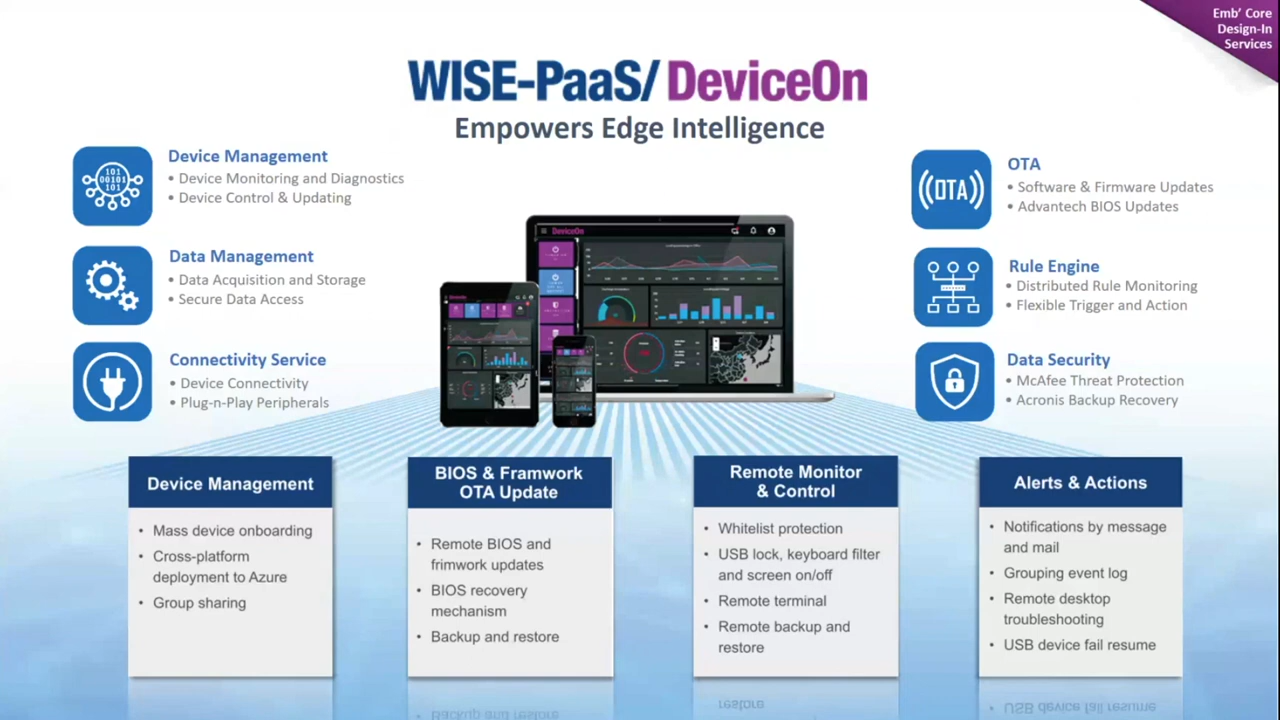 Emb' Core
Design-In
Services
WISE-PaaS/ DeviceOn
Empowers Edge Intelligence
Device Management
• Device Monitoring and Diagnostics
• Device Control & Updating
Data Management
• Data Acquisition and Storage
• Secure Data Access
Connectivity Service
• Device Connectivity
• Plug-n-Play Peripherals
101
00101
101
DeviceOn
(OTA)
OTA
• Software & Firmware Updates
• Advantech BIOS Updates
Rule Engine
• Distributed Rule Monitoring
• Flexible Trigger and Action
Data Security
• McAfee Threat Protection
• Acronis Backup Recovery
Device Management
• Mass device onboarding
• Cross-platform
deployment to Azure
• Group sharing
BIOS & Framwork
OTA Update
• Remote BIOS and
frimwork updates
• BIOS recovery
mechanism
• Backup and restore
Remote Monitor
& Control
• Whitelist protection
• USB lock, keyboard filter
and screen on/off
• Remote terminal
• Remote backup and
restore
Alerts & Actions
• Notifications by message
and mail
• Grouping event log
• Remote desktop
troubleshooting
• USB device fail resume